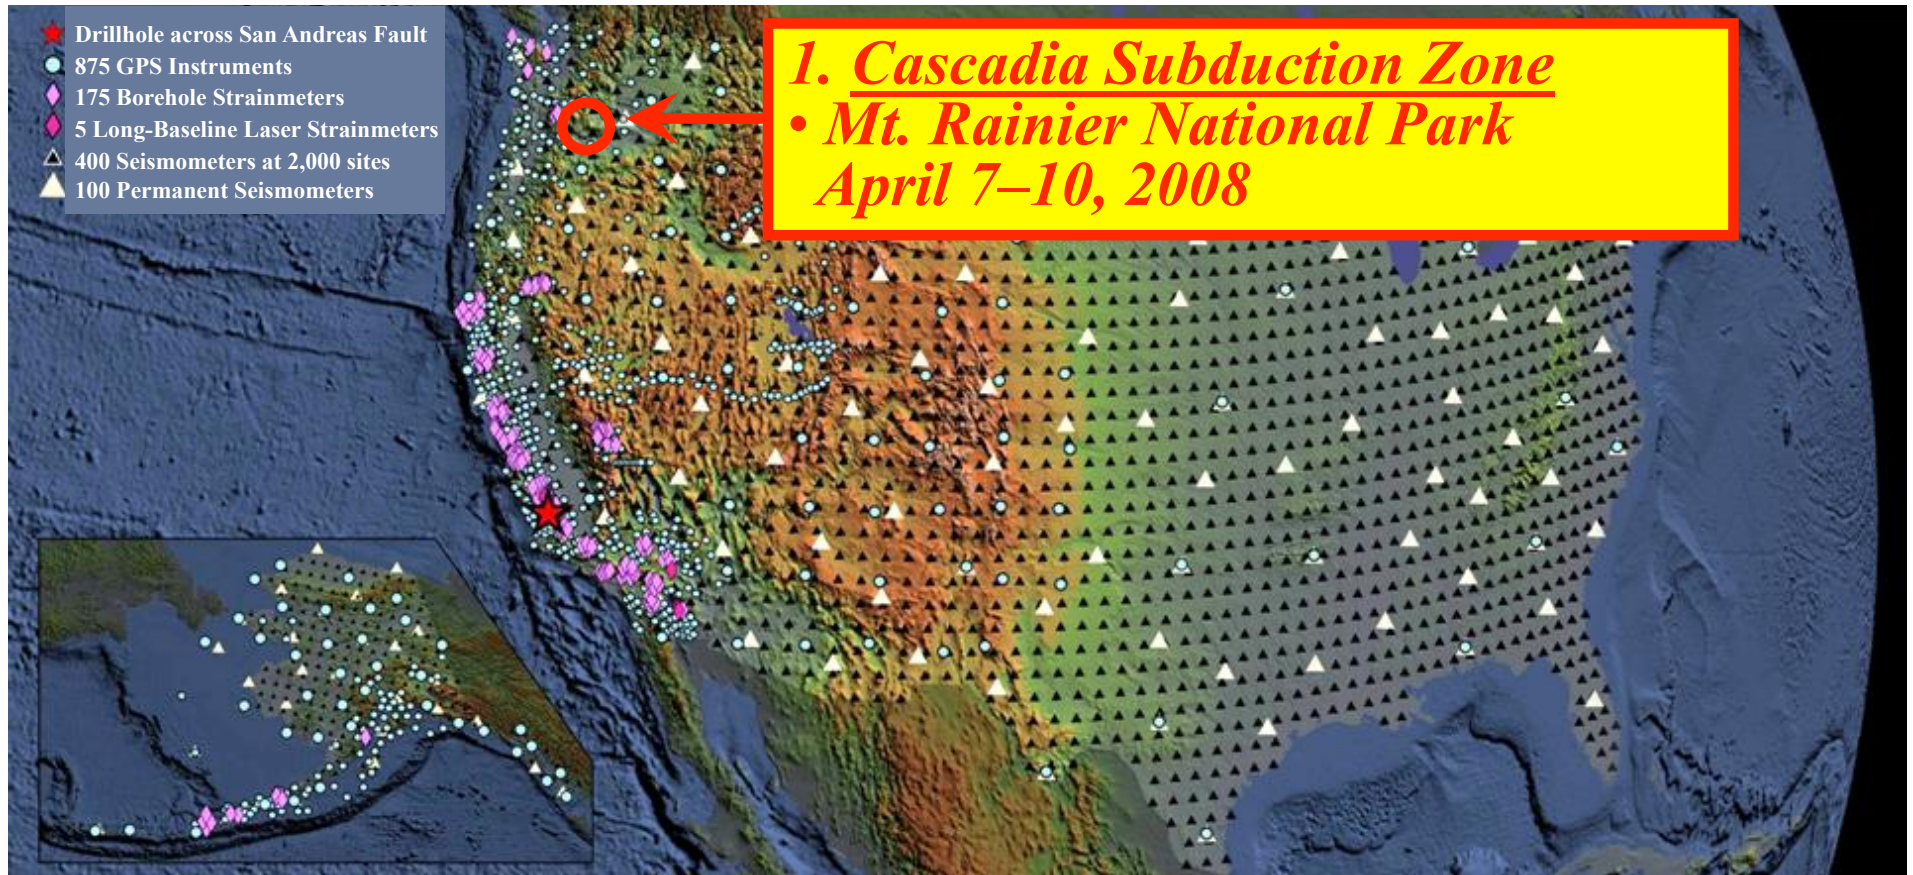 Drillhole across San Andreas Fault
875 GPS Instruments
175 Borehole Strainmeters
5 Long-Baseline Laser Strainmeters
400 Seismometers at 2,000 sites
100 Permanent Seismometers
1. Cascadia Subduction Zone
• Mt. Rainier National Park
April 7–10, 2008